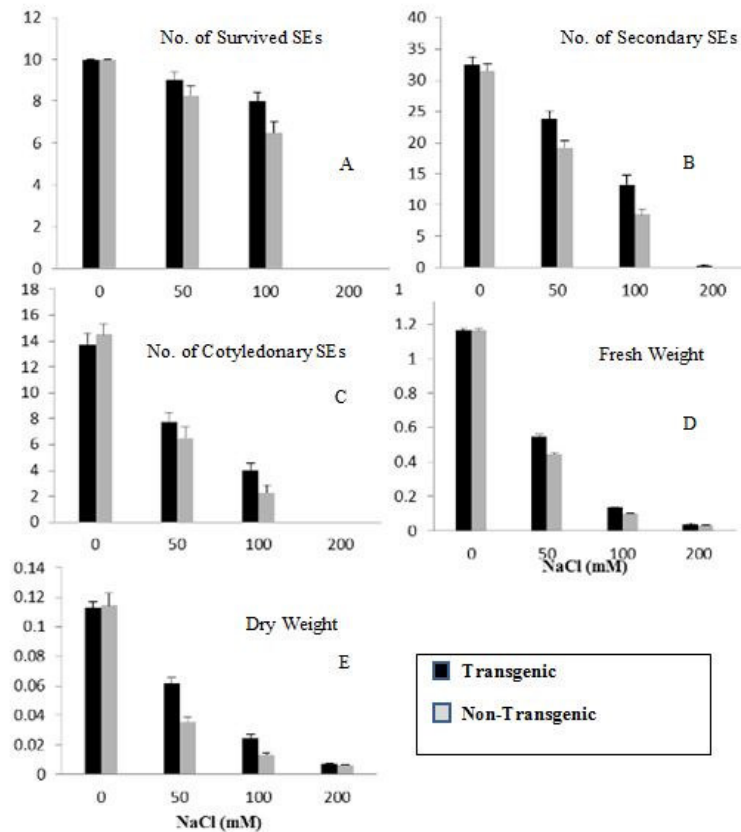 No. of Survived SEs
12
10
8
6
4
2
0
A
0 50 100 200
No. of Secondary SEs
40
35
30
25
20
15
10
5
0
B
0 50 100 200
No. of Cotyledonary SEs
18
16
14
12
10
8
6
4
2
0
C
0 50 100 200
1
Fresh Weight
1.2
1
0.8
0.6
0.4
0.2
0
D
0 50 100 200
NaCl (mM)
Dry Weight
0.14
0.12
0.1
0.08
0.06
0.04
0.02
0
E
0 50 100 200
NaCl (mM)
Transgenic
Non-Transgenic